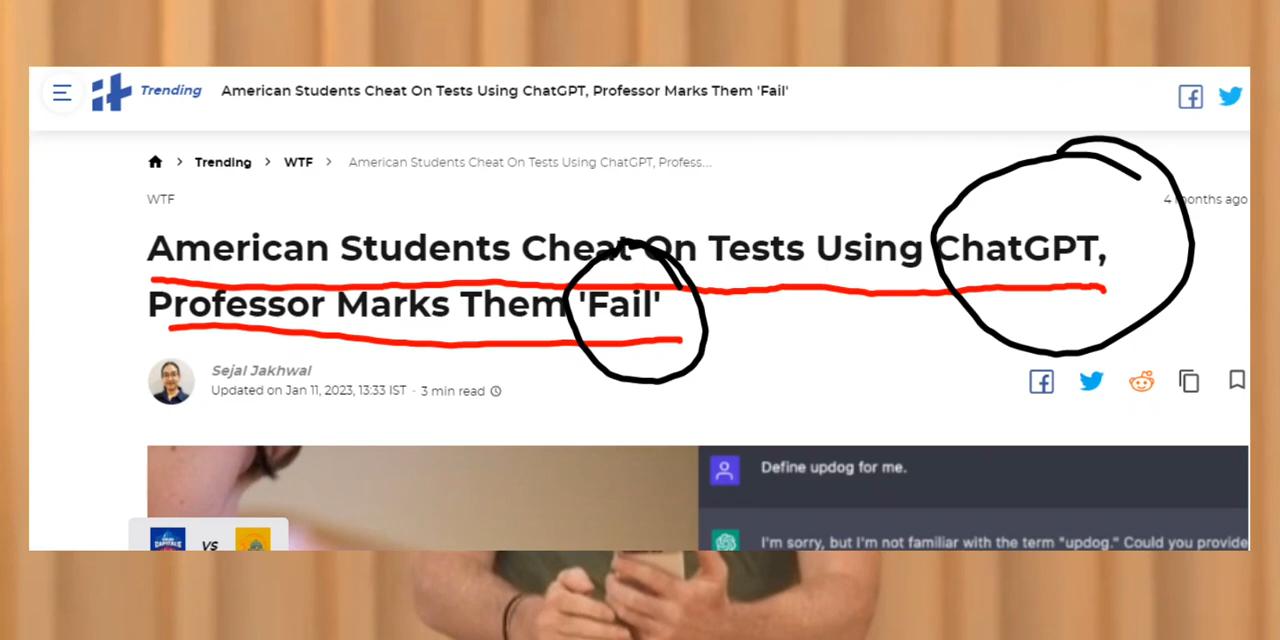 Trending American Students Cheat On Tests Using ChatGPT, Professor Marks Them 'Fail'
> Trending > WTF > American Students Cheat On Tests Using ChatGPT, Profess...
WTF
4 months ago
American Students Cheat On Tests Using ChatGPT,
Professor Marks Them 'Fail'
Sejal Jakhwal
Updated on Jan 11, 2023, 13:33 IST - 3 min read
Define updog for me.
VS
I'm sorry, but I'm not familiar with the term "updog." Could you provide